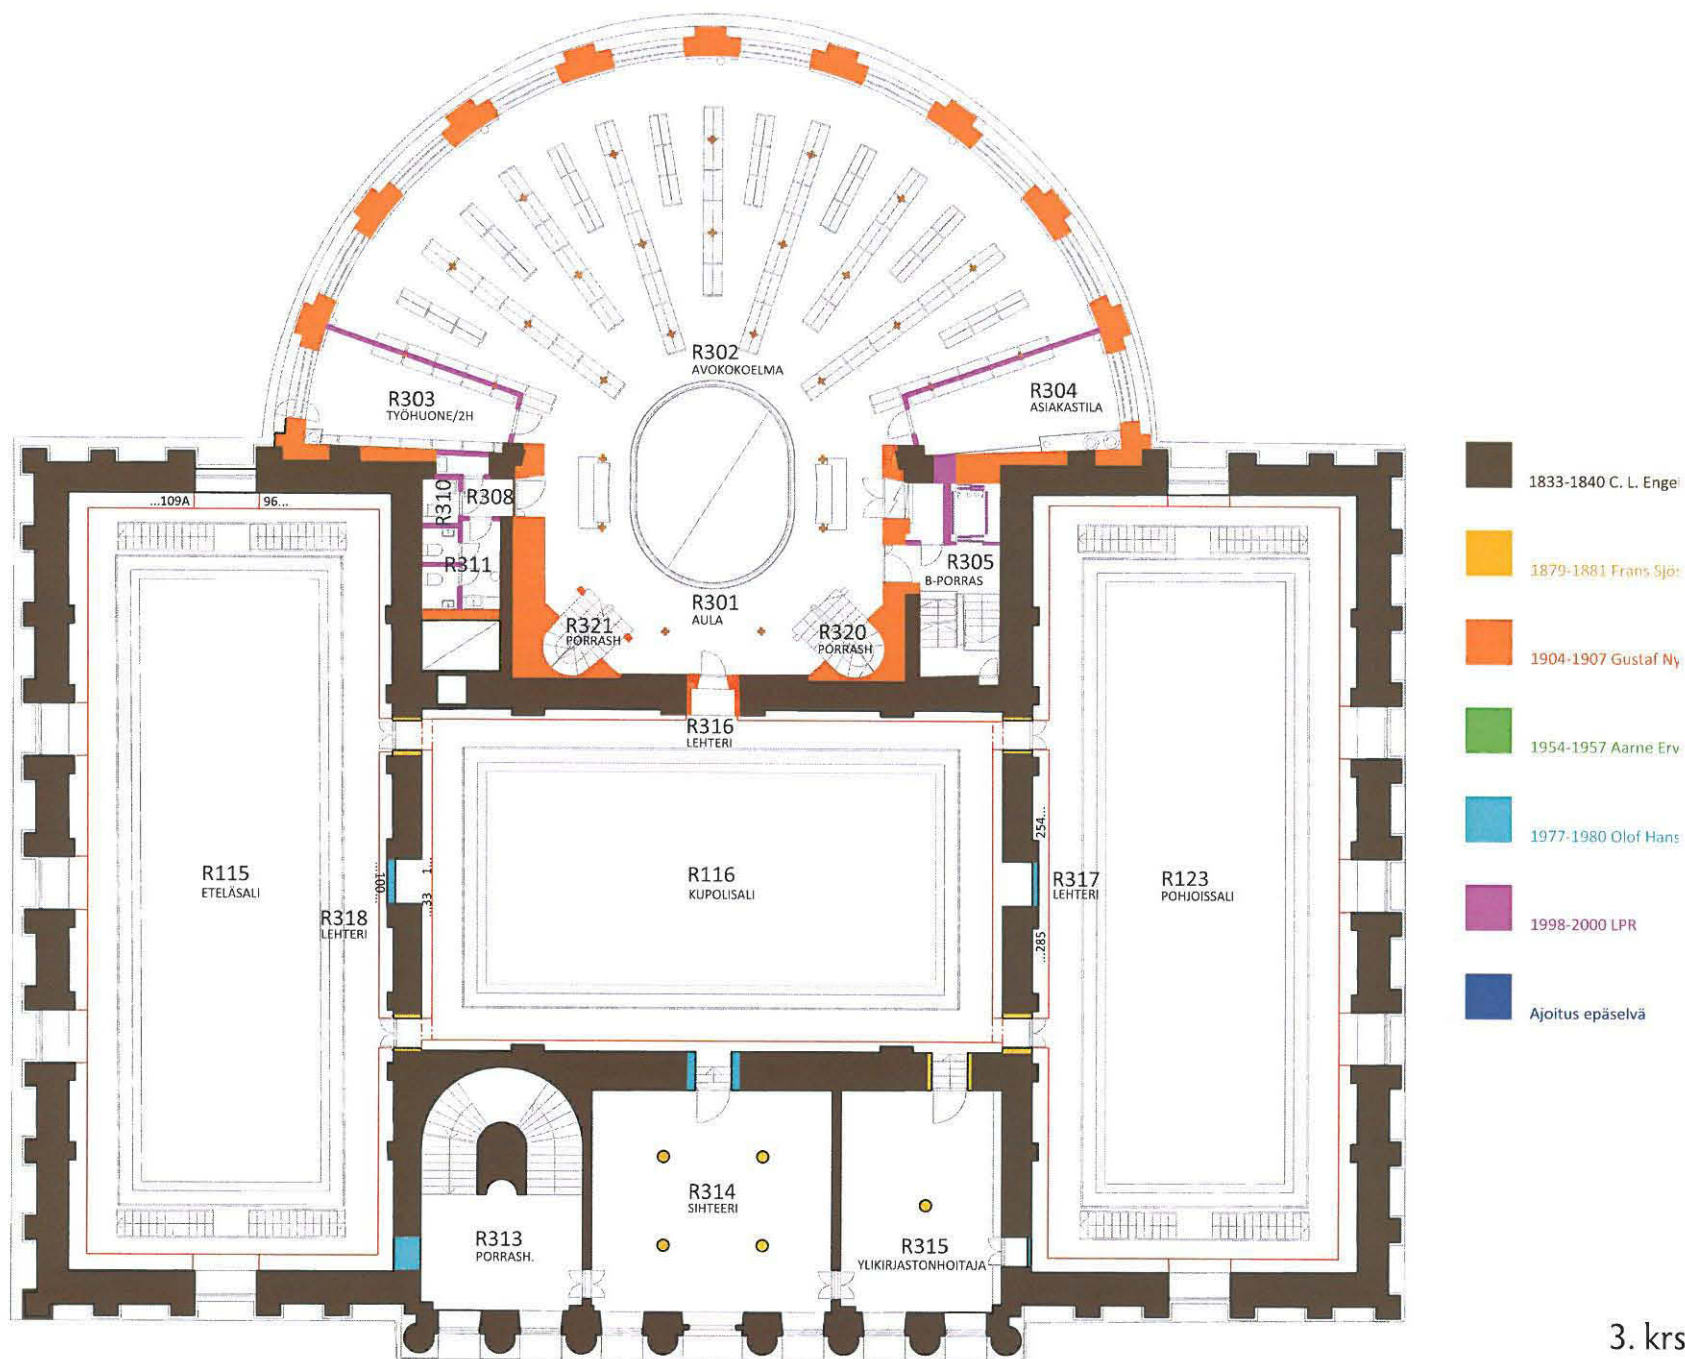 R302
AVOKOKOELMA
R303
TYÖHUONE/2H
R304
ASIAKASTILA
...109A
96...
R310
R308
R311
R305
B-PORRAS
R301
AULA
R321
PORRASH
R320
PORRASH
R316
LEHTERI
R115
ETELÄSALI
R318
LEHTERI
...100...
1...
...33
R116
KUPOLISALI
254...
...285
R317
LEHTERI
R123
POHJOISSALI
R313
PORRASH.
R314
SIHTEERI
R315
YLIKIRJASTONHOITAJA
1833-1840 C. L. Enge
1879-1881 Frans Sjö
1904-1907 Gustaf Ny
1954-1957 Aarne Erv
1977-1980 Olof Hans
1998-2000 LPR
Ajoitus epäselvä
3. krs